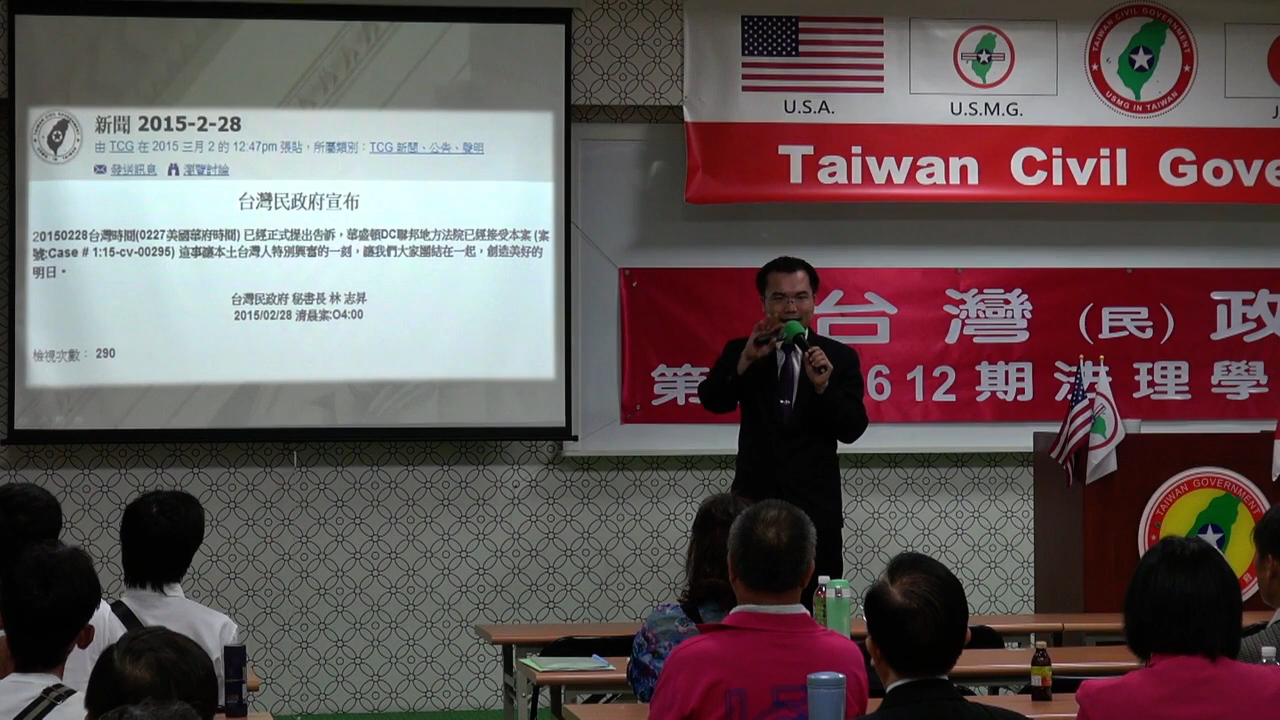 新聞 2015-2-28
由 TCG 在 2015 三月 2 的 12:47pm 張貼，所屬類別：TCG 新聞、公告、聲明
發送訊息 瀏覽討論
台灣民政府宣布
20150228台灣時間(0227美國華府時間) 已經正式提出告訴，華盛頓DC聯邦地方法院已經接受本案 (案
號:Case # 1:15-cv-00295) 這事讓本土台灣人特別興奮的一刻，讓我們大家團結在一起，創造美好的
明日。
台灣民政府 秘書長 林 志昇
2015/02/28 清晨案:04:00
檢視次數： 290
U.S.A.
U.S.M.G.
TAIWAN CIVIL GOVERNMENT
USMG IN TAIWAN
J
Taiwan Civil Gove
台灣（民）政
第 6 12 期 法 理 學
TAIWAN GOVERNMENT